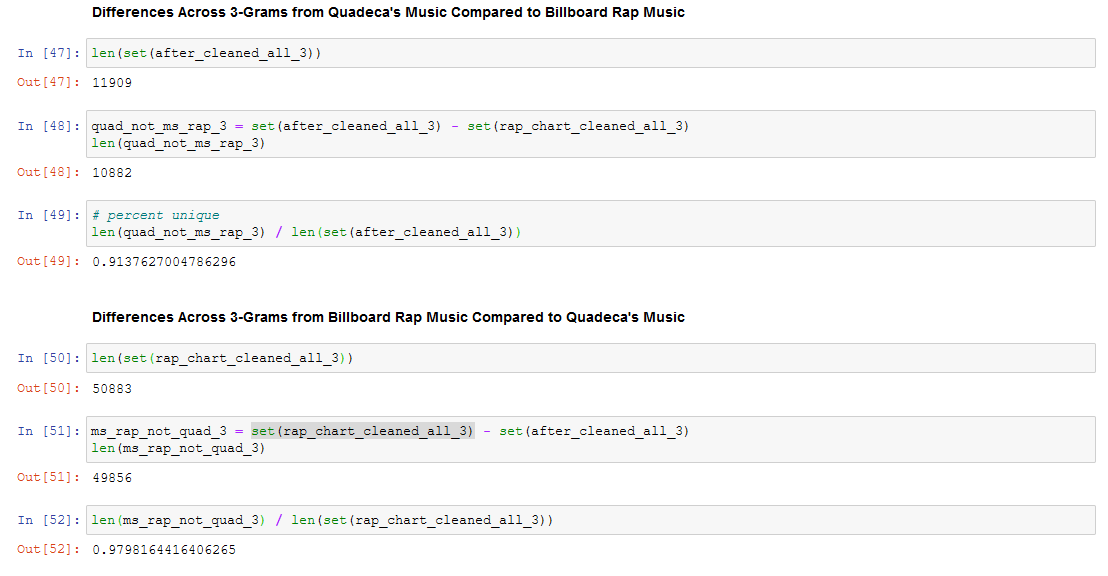 Differences Across 3-Grams from Quadeca's Music Compared to Billboard Rap Music
In [47]: len(set(after_cleaned_all_3))
Out[47]: 11909
In [48]: quad_not_ms_rap_3 = set(after_cleaned_all_3) - set(rap_chart_cleaned_all_3)
len(quad_not_ms_rap_3)
Out[48]: 10882
In [49]: # percent unique
len(quad_not_ms_rap_3) / len(set(after_cleaned_all_3))
Out[49]: 0.9137627004786296
Differences Across 3-Grams from Billboard Rap Music Compared to Quadeca's Music
In [50]: len(set(rap_chart_cleaned_all_3))
Out[50]: 50883
In [51]: ms_rap_not_quad_3 = set(rap_chart_cleaned_all_3) - set(after_cleaned_all_3)
len(ms_rap_not_quad_3)
Out[51]: 49856
In [52]: len(ms_rap_not_quad_3) / len(set(rap_chart_cleaned_all_3))
Out[52]: 0.9798164416406265